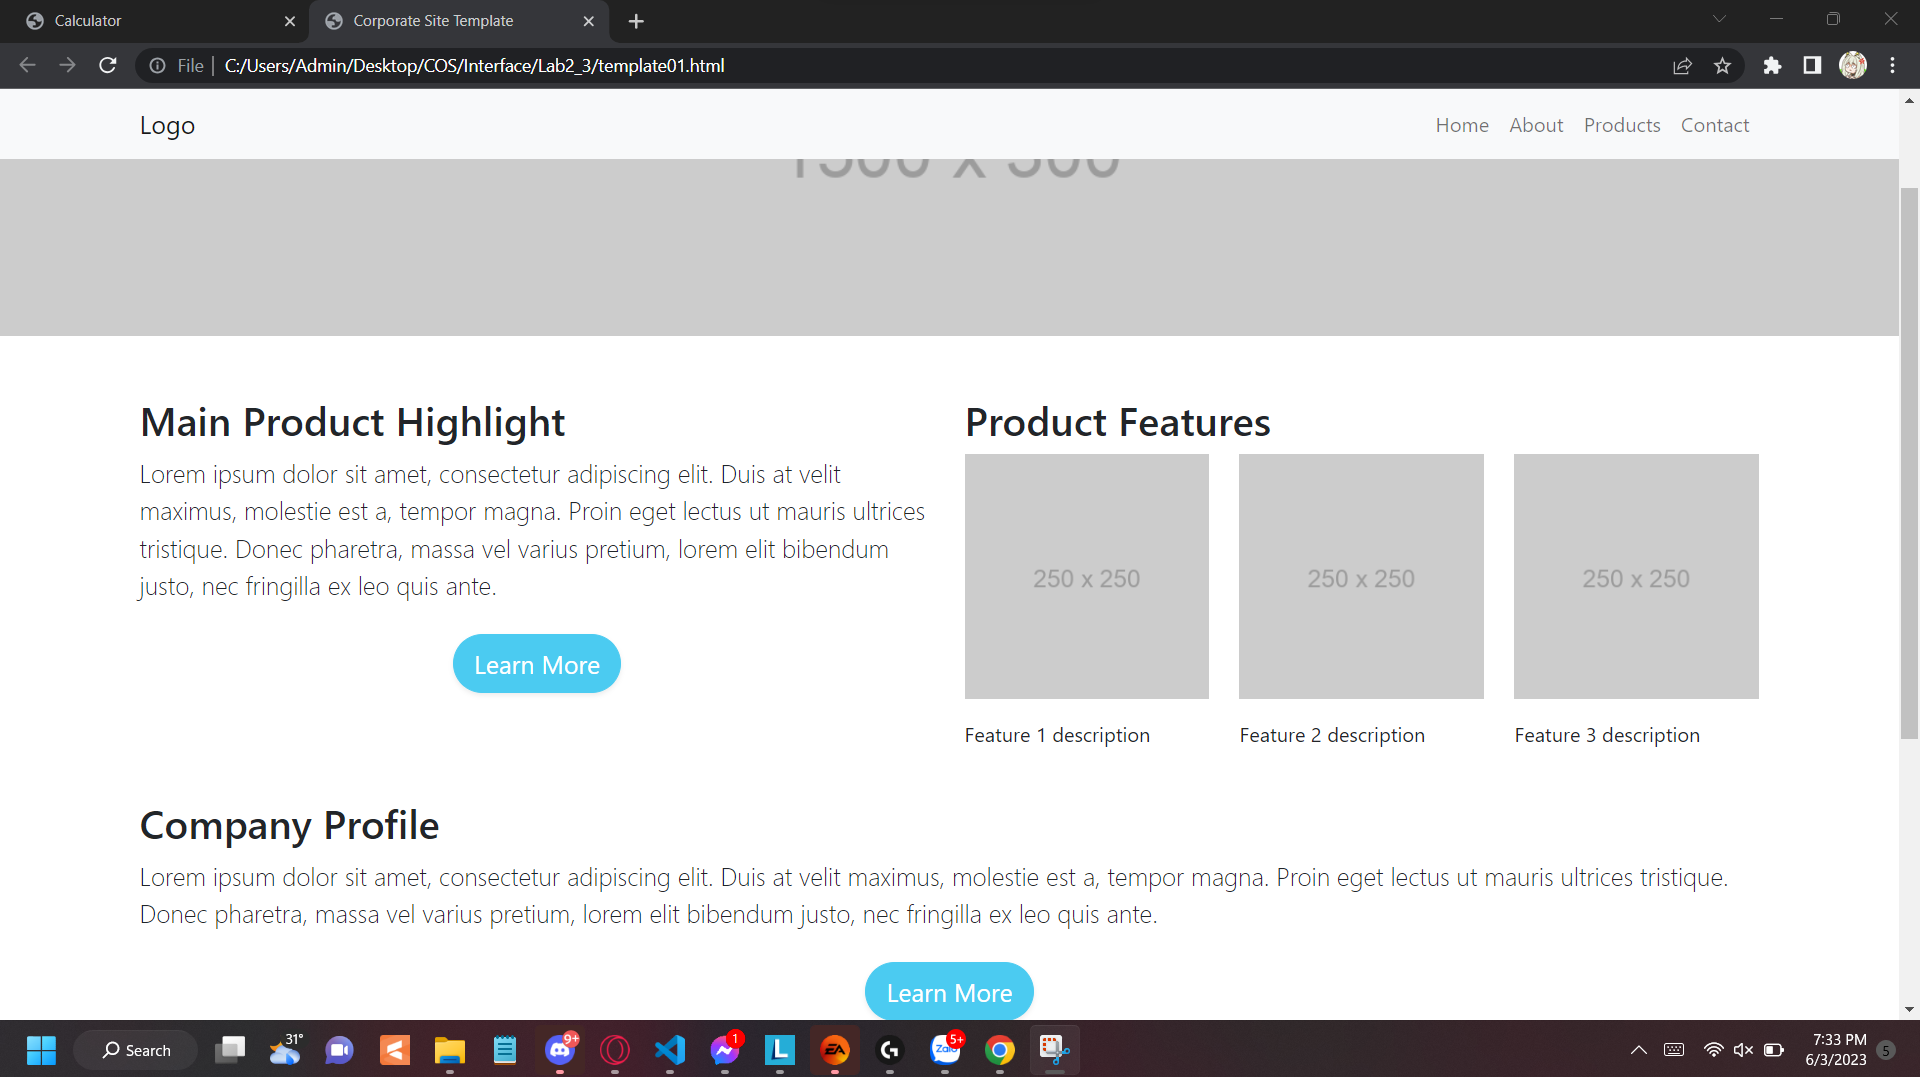 Calculator
Corporate Site Template
File
C:/Users/Admin/Desktop/COS/Interface/Lab2_3/template01.html
Logo
Home About Products Contact
1500 x 500
Main Product Highlight
Lorem ipsum dolor sit amet, consectetur adipiscing elit. Duis at velit
maximus, molestie est a, tempor magna. Proin eget lectus ut mauris ultrices
tristique. Donec pharetra, massa vel varius pretium, lorem elit bibendum
justo, nec fringilla ex leo quis ante.
Learn More
Product Features
250 x 250
250 x 250
250 x 250
Feature 1 description
Feature 2 description
Feature 3 description
Company Profile
Lorem ipsum dolor sit amet, consectetur adipiscing elit. Duis at velit maximus, molestie est a, tempor magna. Proin eget lectus ut mauris ultrices tristique.
Donec pharetra, massa vel varius pretium, lorem elit bibendum justo, nec fringilla ex leo quis ante.
Learn More
Search
31°
9+
1
L
EA
Zalo
5+
7:33 PM
6/3/2023
5